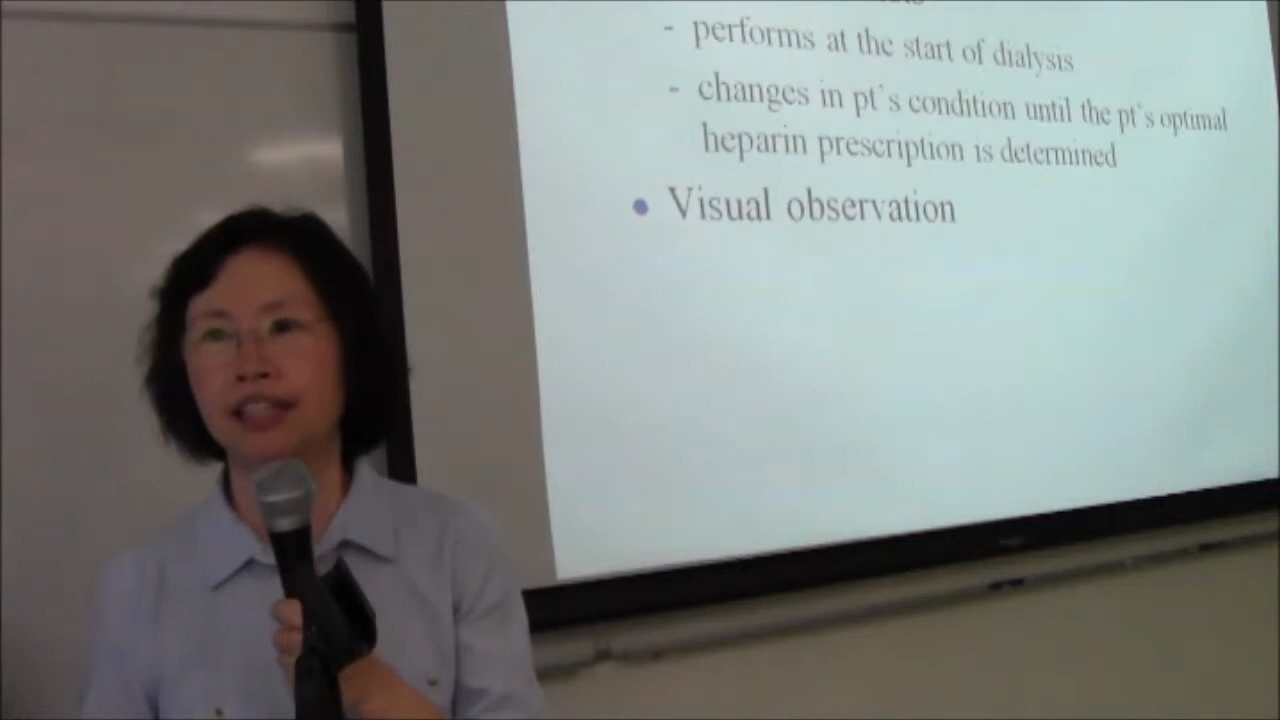 - performs at the start of dialysis
- changes in pt`s condition until the pt`s optimal
heparin prescription is determined
• Visual observation